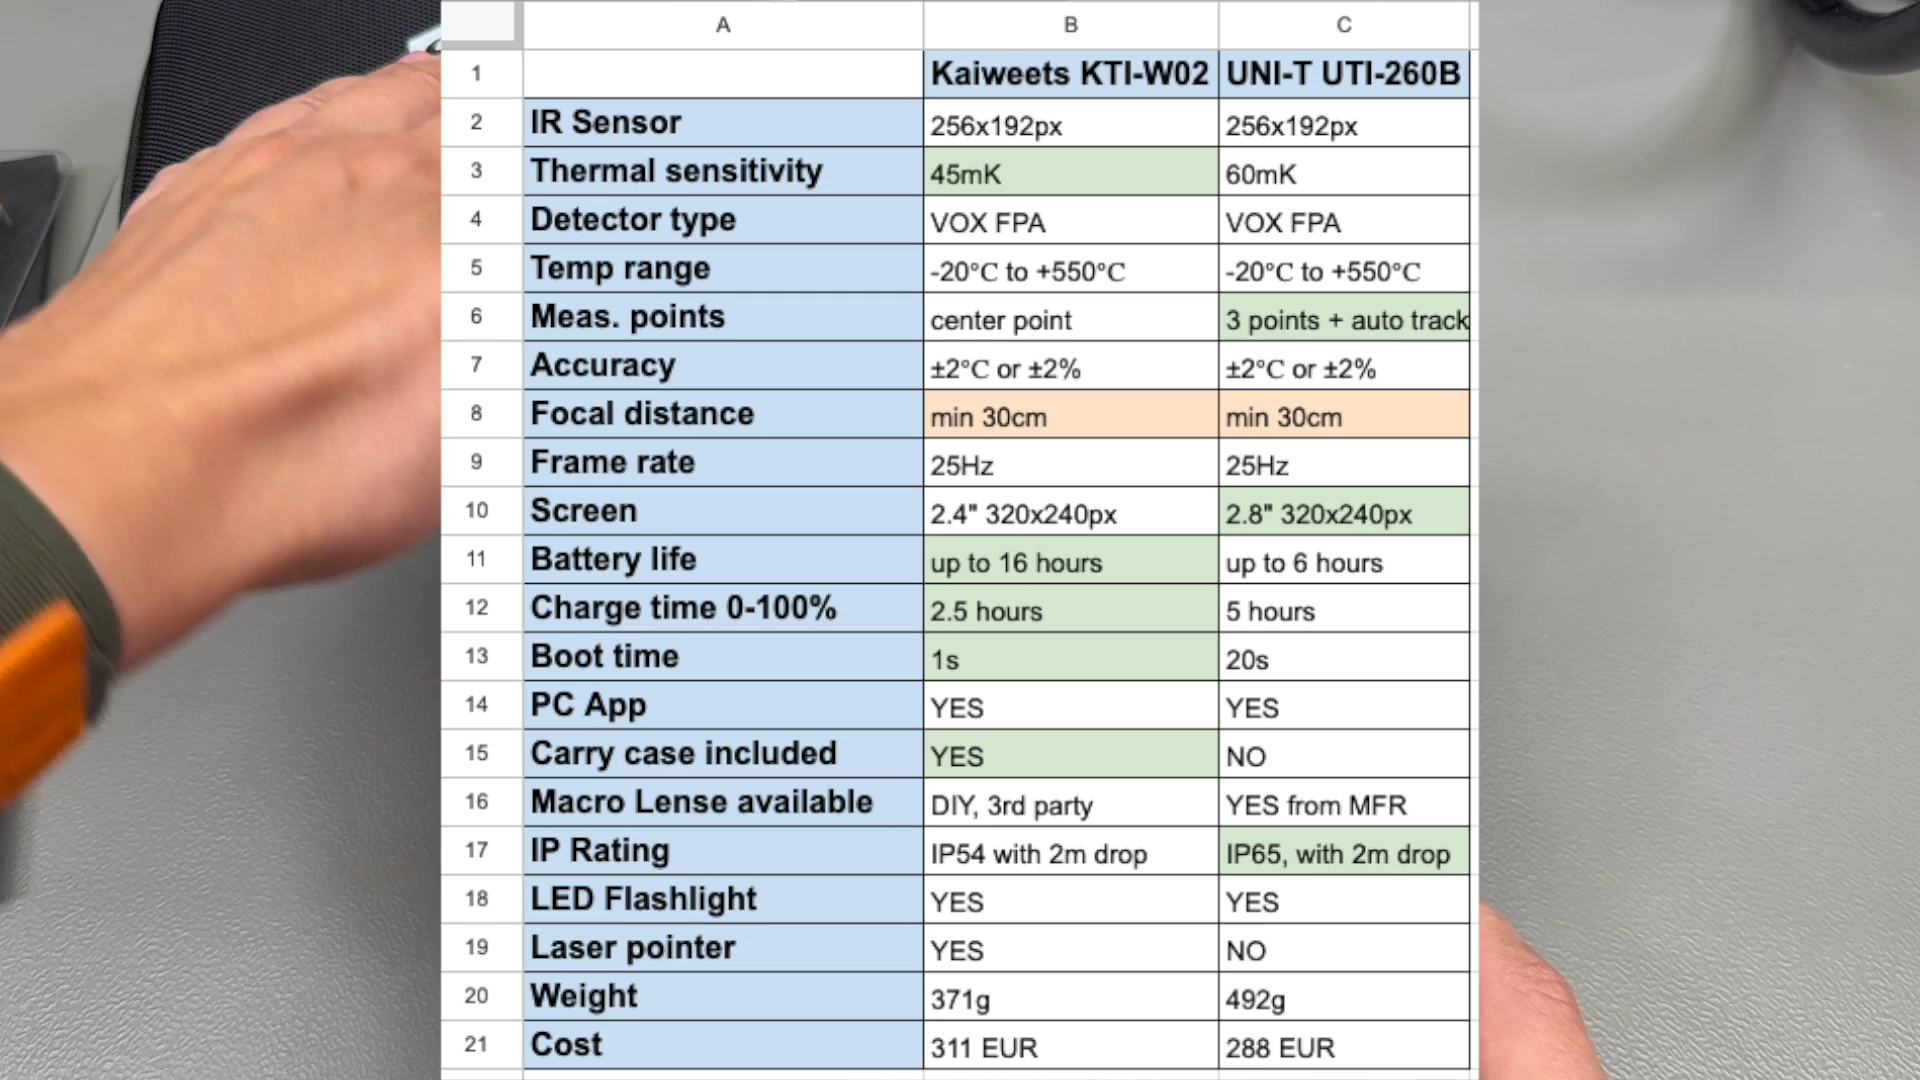 A B C
1 Kaiweets KTI-W02 UNI-T UTI-260B
2 IR Sensor 256x192px 256x192px
3 Thermal sensitivity 45mK 60mK
4 Detector type VOX FPA VOX FPA
5 Temp range -20°C to +550°C -20°C to +550°C
6 Meas. points center point 3 points + auto track
7 Accuracy ±2°C or ±2% ±2°C or ±2%
8 Focal distance min 30cm min 30cm
9 Frame rate 25Hz 25Hz
10 Screen 2.4" 320x240px 2.8" 320x240px
11 Battery life up to 16 hours up to 6 hours
12 Charge time 0-100% 2.5 hours 5 hours
13 Boot time 1s 20s
14 PC App YES YES
15 Carry case included YES NO
16 Macro Lense available DIY, 3rd party YES from MFR
17 IP Rating IP54 with 2m drop IP65, with 2m drop
18 LED Flashlight YES YES
19 Laser pointer YES NO
20 Weight 371g 492g
21 Cost 311 EUR 288 EUR